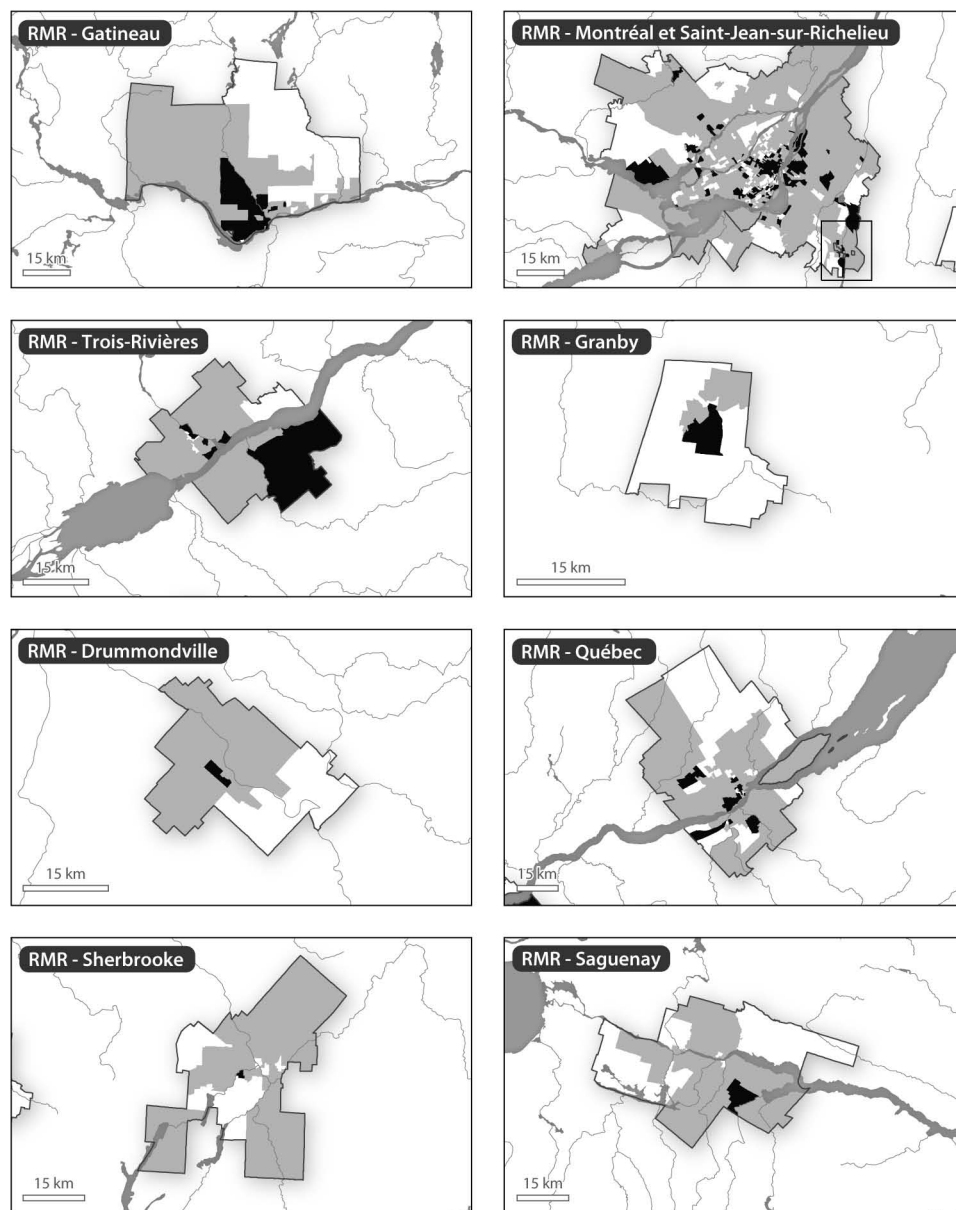 RMR - Gatineau
15 km
RMR - Montréal et Saint-Jean-sur-Richelieu
15 km
RMR - Trois-Rivières
15 km
RMR - Granby
15 km
RMR - Drummondville
15 km
RMR - Québec
15 km
RMR - Sherbrooke
15 km
RMR - Saguenay
15 km